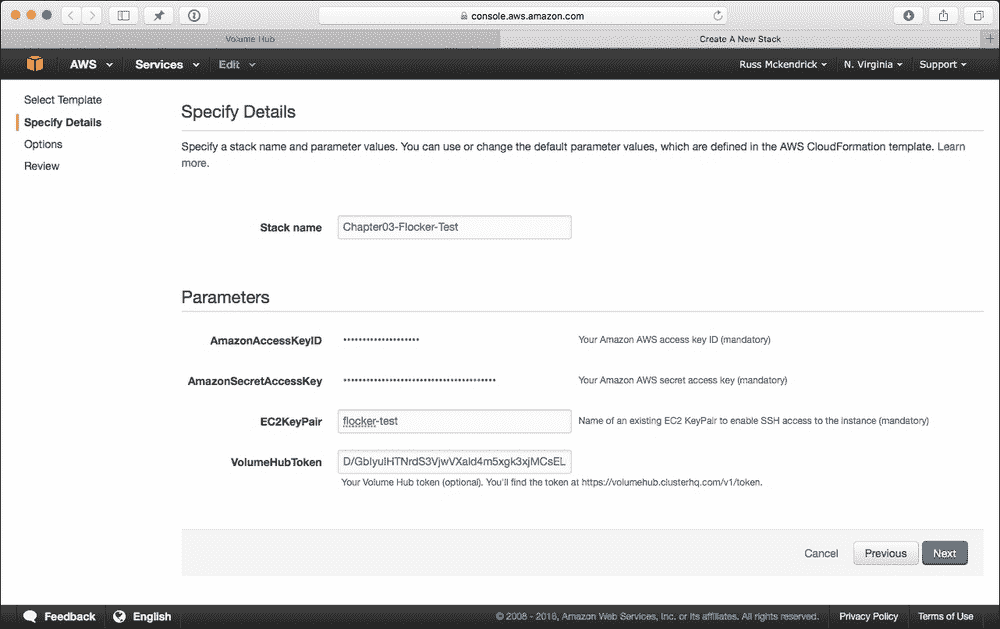 console.aws.amazon.com
Volume Hub
Create A New Stack
AWS Services Edit Russ Mckendrick N. Virginia Support
Select Template
Specify Details
Options
Review
Specify Details
Specify a stack name and parameter values. You can use or change the default parameter values, which are defined in the AWS CloudFormation template. Learn
more.
Stack name Chapter03-Flocker-Test
Parameters
AmazonAccessKeyID •••••••••••••••••••• Your Amazon AWS access key ID (mandatory)
AmazonSecretAccessKey •••••••••••••••••••••••••••••••••••••••• Your Amazon AWS secret access key (mandatory)
EC2KeyPair flocker-test Name of an existing EC2 KeyPair to enable SSH access to the instance (mandatory)
VolumeHubToken
Your Volume Hub token (optional). You'll find the token at https://volumehub.clusterhq.com/v1/token.
Cancel Previous Next
Feedback English © 2008 - 2016, Amazon Web Services, Inc. or its affiliates. All rights reserved. Privacy Policy Terms of Use